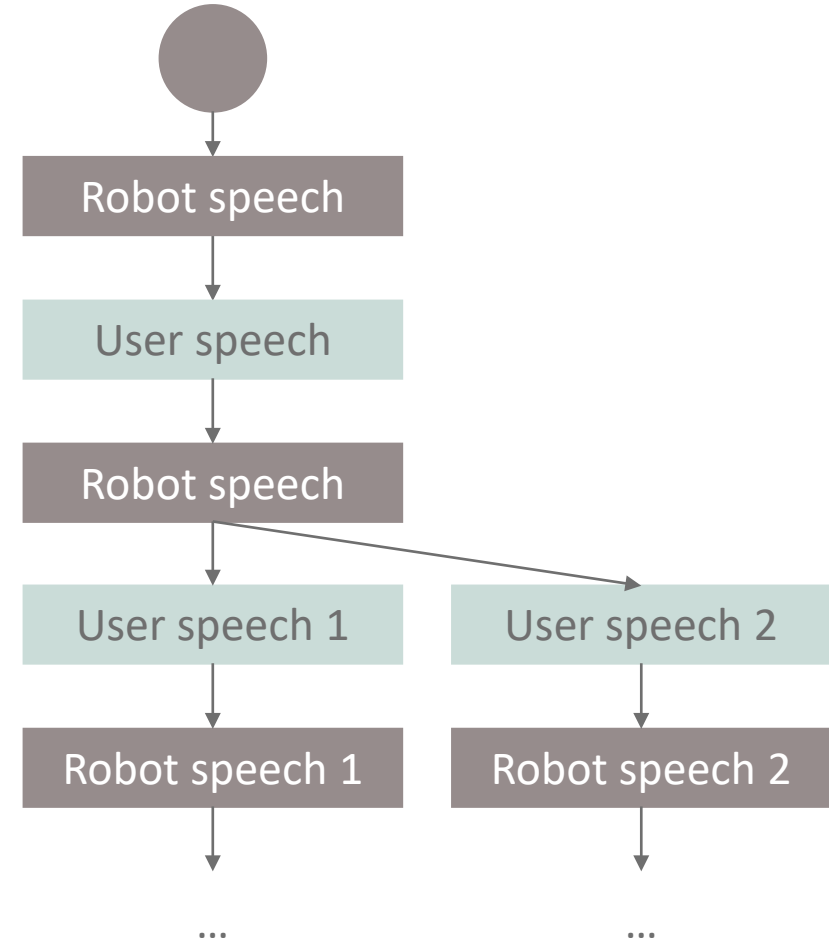 Robot speech
User speech
Robot speech
User speech 1
User speech 2
Robot speech 1
Robot speech 2
...
...